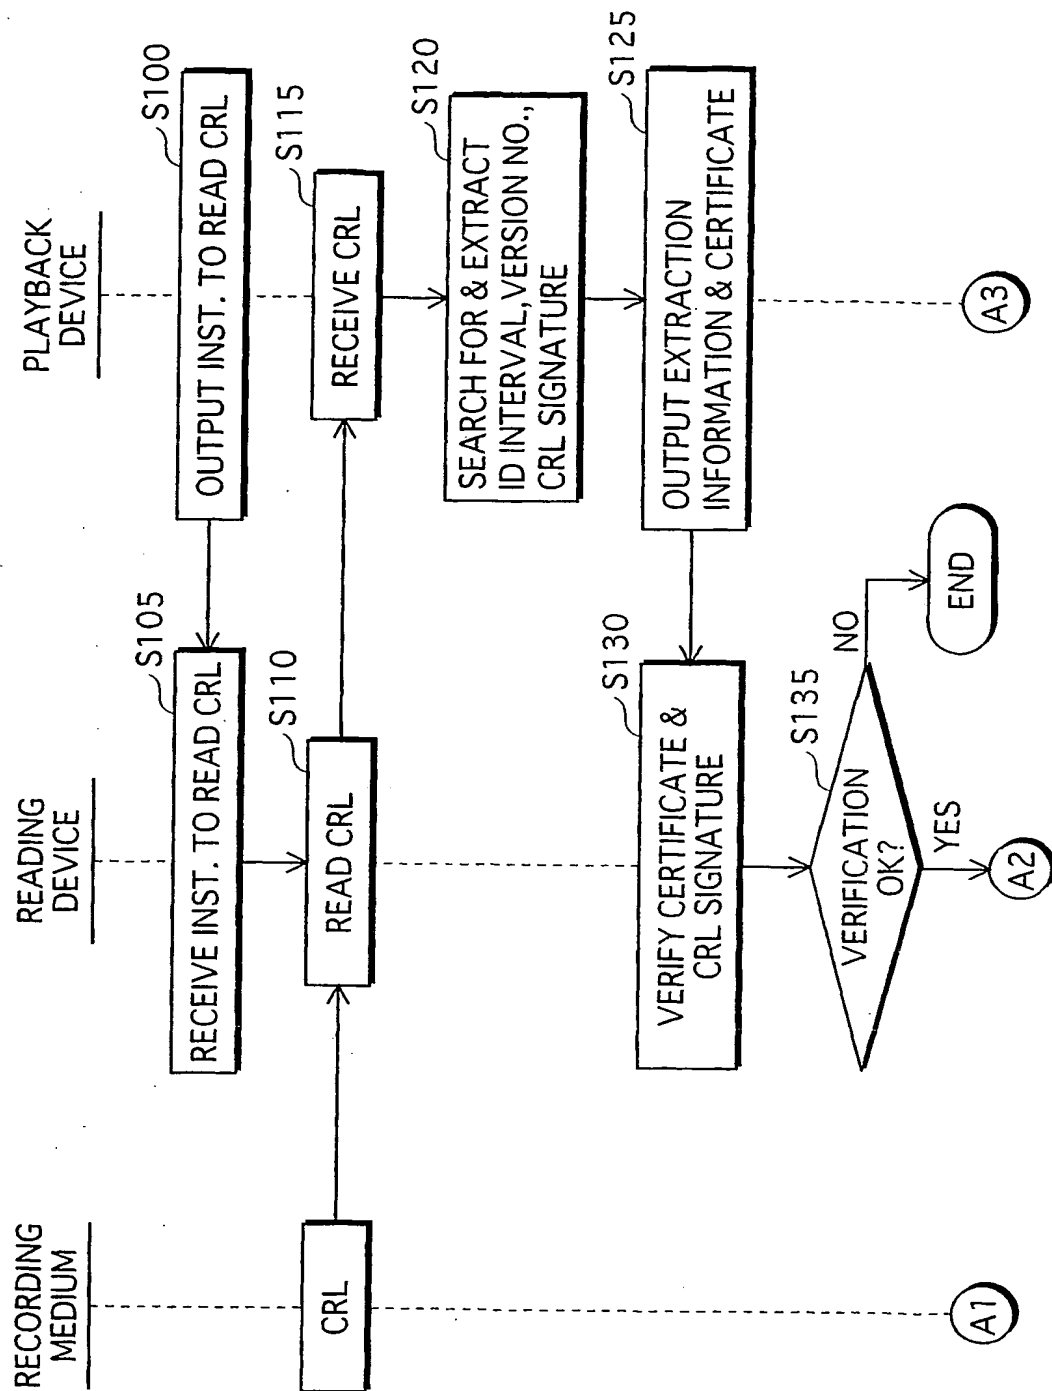 RECORDING
MEDIUM
READING
DEVICE
PLAYBACK
DEVICE
S100
OUTPUT INST. TO READ CRL
S105
RECEIVE INST. TO READ CRL
CRL
S110
READ CRL
S115
RECEIVE CRL
S120
SEARCH FOR & EXTRACT
ID INTERVAL, VERSION NO.,
CRL SIGNATURE
S125
OUTPUT EXTRACTION
INFORMATION & CERTIFICATE
S130
VERIFY CERTIFICATE &
CRL SIGNATURE
S135
VERIFICATION
OK?
NO
END
YES
A1
A2
A3